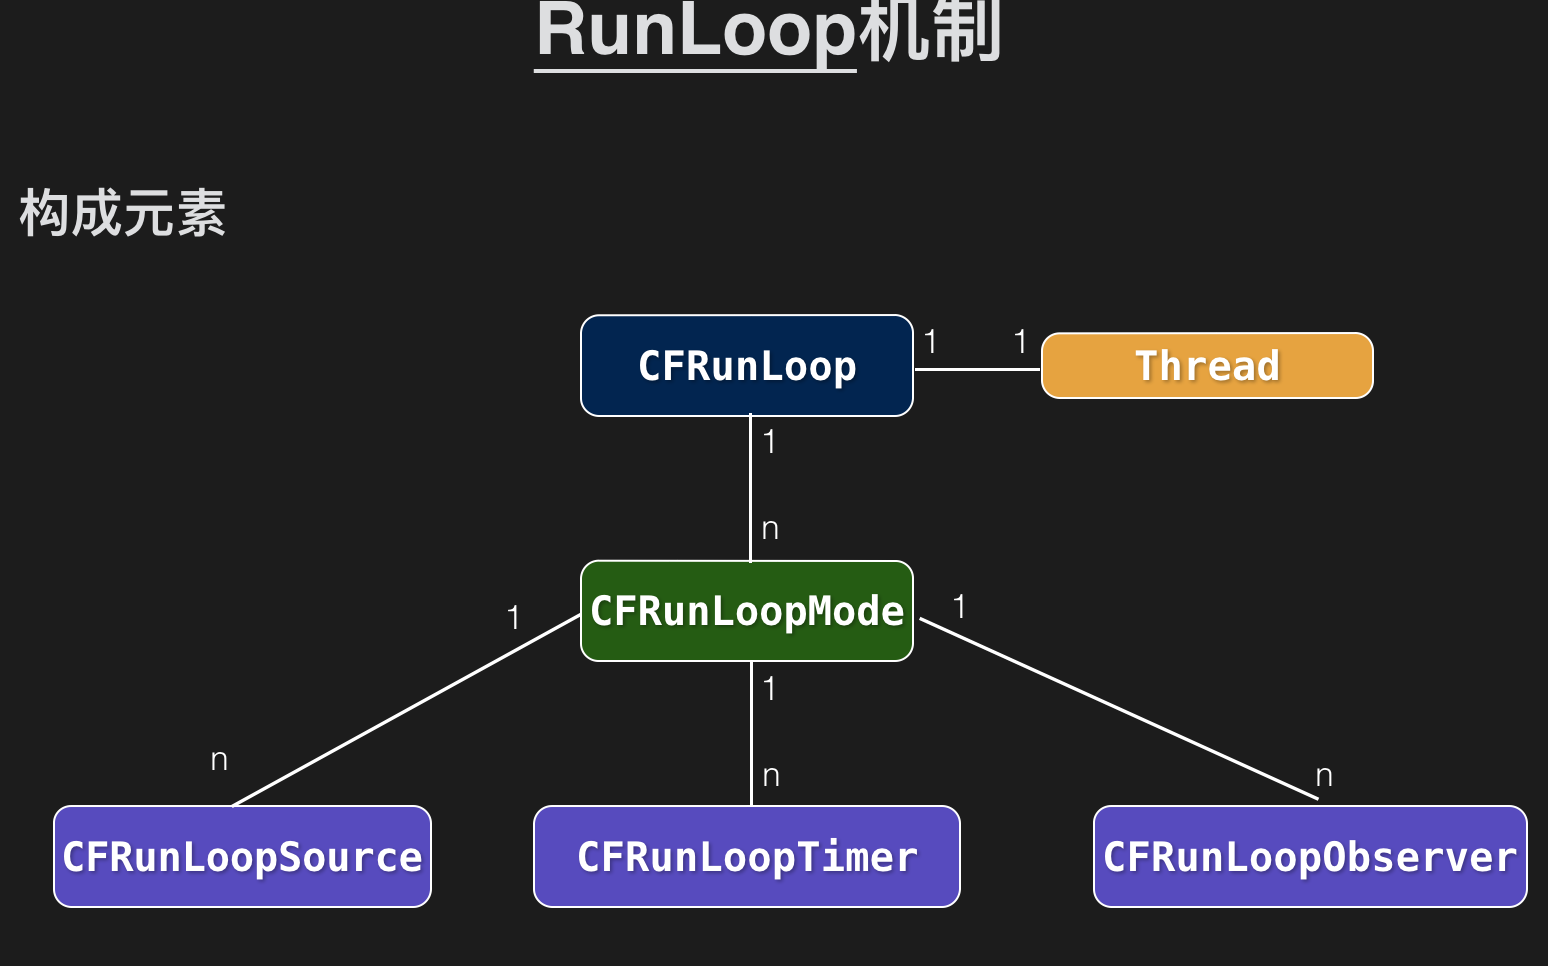 RunLoop机制
构成元素
CFRunLoop
1
1
Thread
1
n
CFRunLoopMode
1
1
1
n
n
n
CFRunLoopSource
CFRunLoopTimer
CFRunLoopObserver